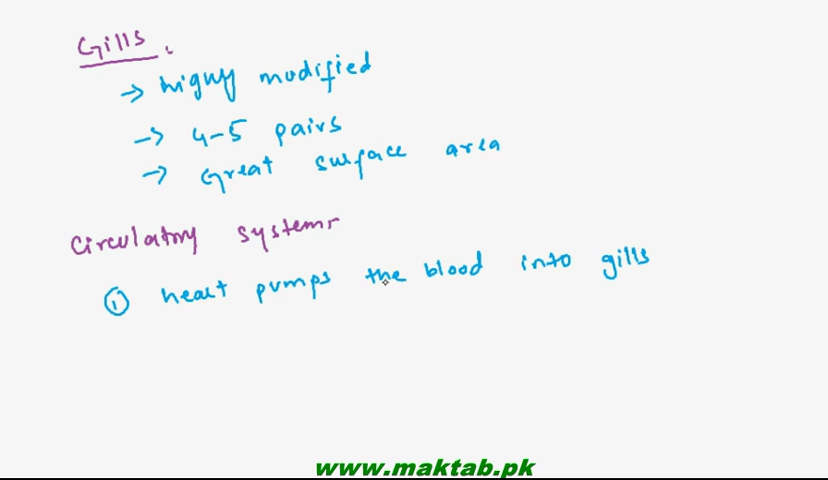 Gills.
→ highly modified
→ 4-5 pairs
→ Great surface area
Circulatory system
① heart pumps the blood into gills
www.maktab.pk